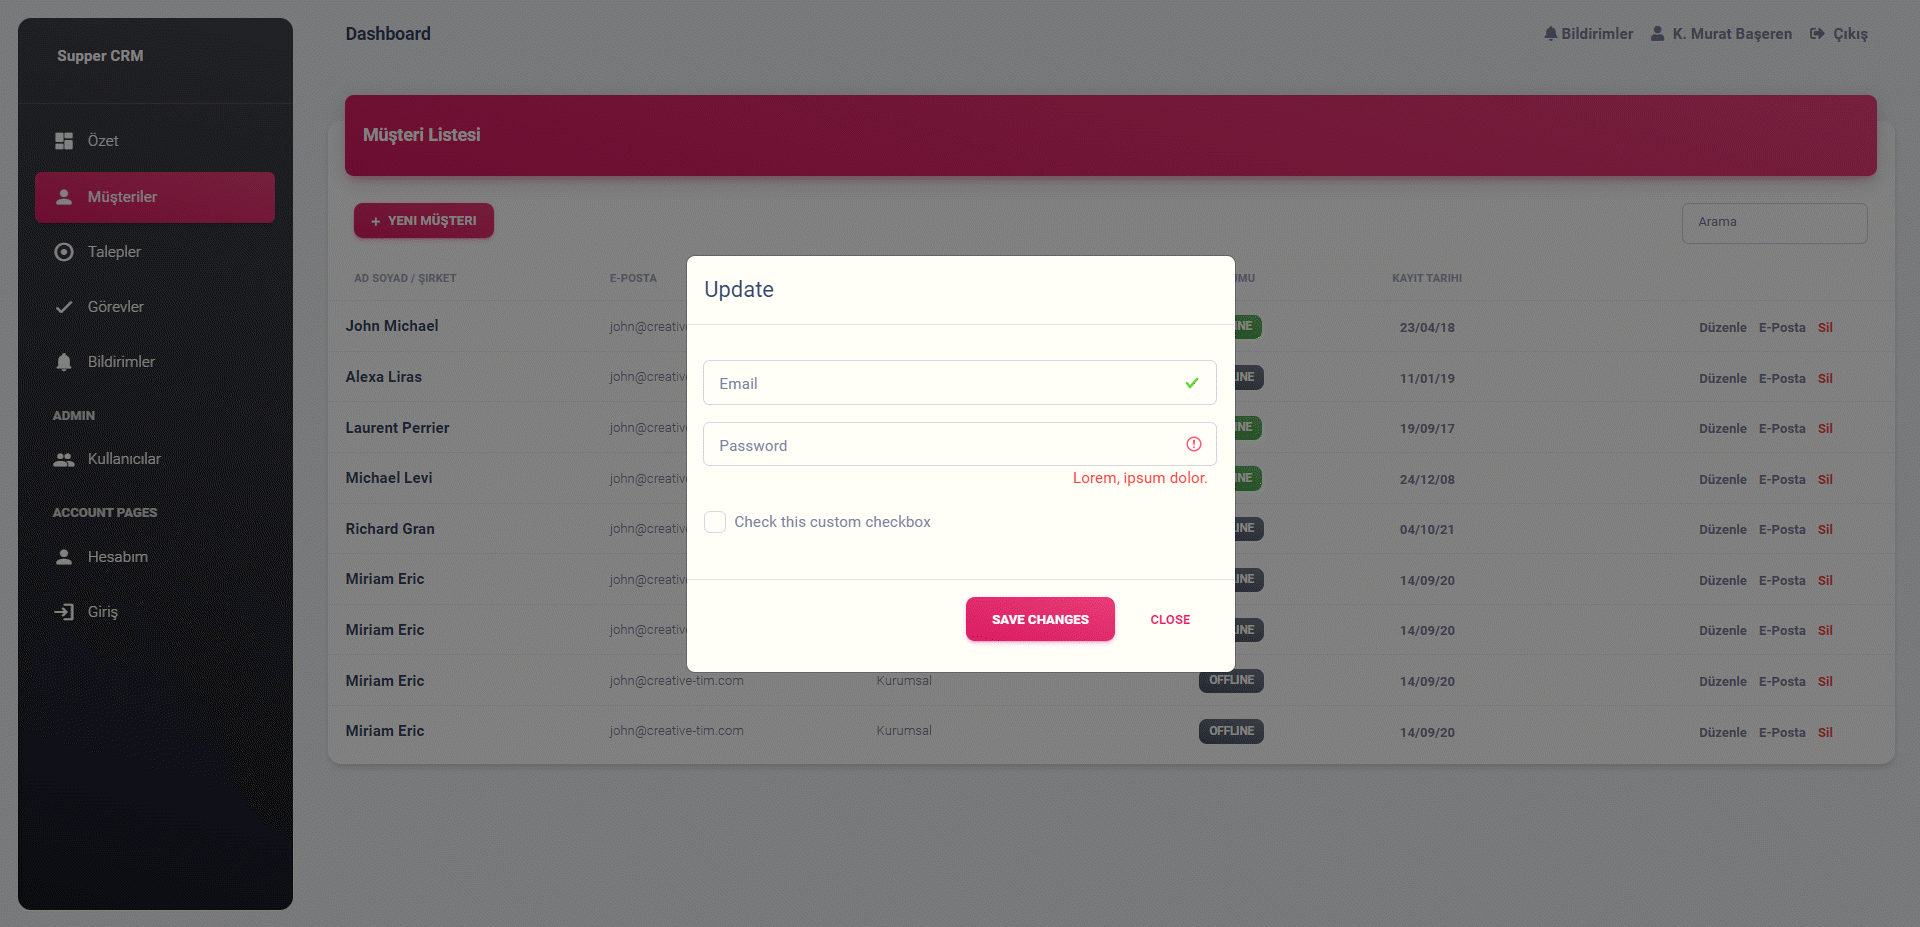 Supper CRM
Özet
Müşteriler
Talepler
Görevler
Bildirimler
ADMIN
Kullanıcılar
ACCOUNT PAGES
Hesabım
Giriş
Dashboard
Bildirimler K. Murat Başeren Çıkış
Müşteri Listesi
+ YENI MÜŞTERI
Arama
AD SOYAD / ŞIRKET E-POSTA KAYIT TARIHI
John Michael 23/04/18 Düzenle E-Posta Sil
Alexa Liras 11/01/19 Düzenle E-Posta Sil
Laurent Perrier 19/09/17 Düzenle E-Posta Sil
Michael Levi 24/12/08 Düzenle E-Posta Sil
Richard Gran 04/10/21 Düzenle E-Posta Sil
Miriam Eric 14/09/20 Düzenle E-Posta Sil
Miriam Eric 14/09/20 Düzenle E-Posta Sil
Miriam Eric john@creative-tim.com Kurumsal OFFLINE 14/09/20 Düzenle E-Posta Sil
Miriam Eric john@creative-tim.com Kurumsal OFFLINE 14/09/20 Düzenle E-Posta Sil
Update
Email
Password
Lorem, ipsum dolor.
Check this custom checkbox
SAVE CHANGES CLOSE